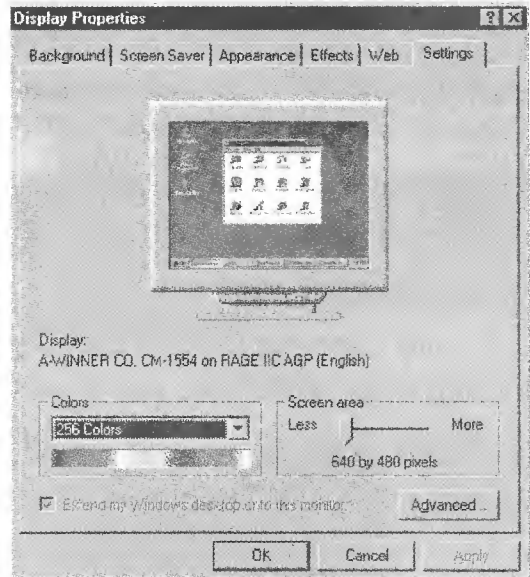 Display Properties
Background Screen Saver Appearance Effects Web Settings
Display:
A-WINNER CO. CM-1554 on RAGE IIC AGP (English)
Colors
256 Colors
Screen area
Less More
640 by 480 pixels
Extend my Windows desktop onto this monitor.
Advanced...
OK Cancel Apply